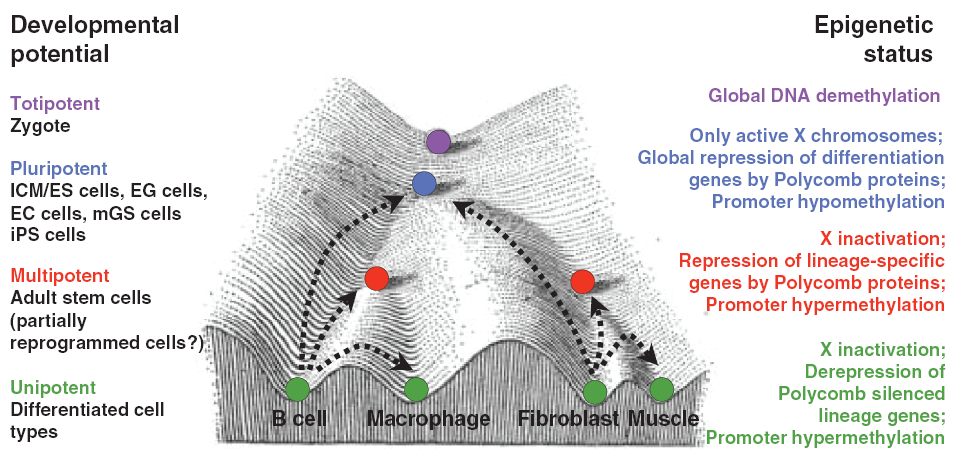 Developmental
potential
Totipotent
Zygote
Pluripotent
ICM/ES cells, EG cells,
EC cells, mGS cells
iPS cells
Multipotent
Adult stem cells
(partially
reprogrammed cells?)
Unipotent
Differentiated cell
types
B cell
Macrophage
Fibroblast
Muscle
Epigenetic
status
Global DNA demethylation
Only active X chromosomes;
Global repression of differentiation
genes by Polycomb proteins;
Promoter hypomethylation
X inactivation;
Repression of lineage-specific
genes by Polycomb proteins;
Promoter hypermethylation
X inactivation;
Derepression of
Polycomb silenced
lineage genes;
Promoter hypermethylation